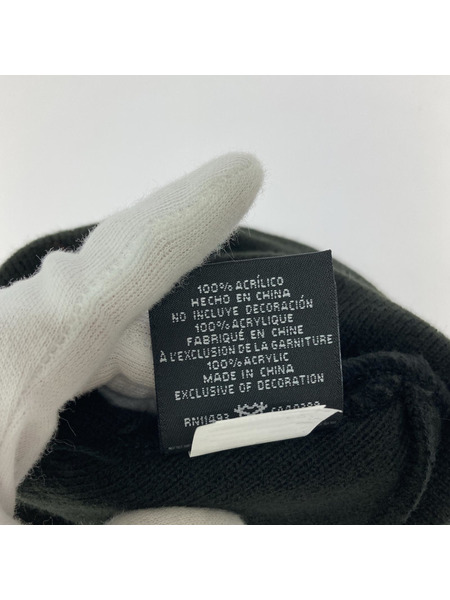 100% ACRÍLICO
HECHO EN CHINA
NO INCLUYE DECORACIÓN
100% ACRYLIQUE
FABRIQUÉ EN CHINE
À L'EXCLUSION DE LA GARNITURE
100% ACRYLIC
MADE IN CHINA
EXCLUSIVE OF DECORATION
RN11493